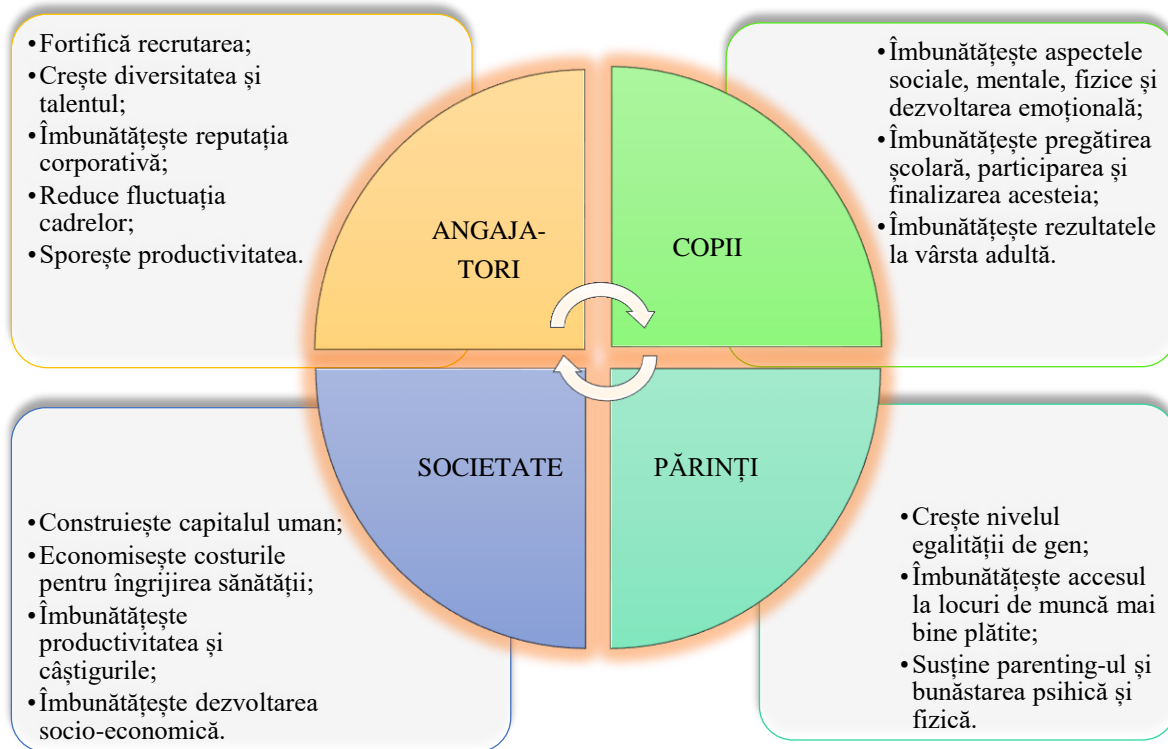 •Fortifică recrutarea;
•Crește diversitatea și
talentul;
•Îmbunătățește reputația
corporativă;
•Reduce fluctuația
cadrelor;
•Sporește productivitatea.
ANGAJA-
TORI
•Îmbunătățește aspectele
sociale, mentale, fizice și
dezvoltarea emoțională;
•Îmbunătățește pregătirea
școlară, participarea și
finalizarea acesteia;
•Îmbunătățește rezultatele
la vârsta adultă.
COPII
SOCIETATE
•Construiește capitalul uman;
•Economisește costurile
pentru îngrijirea sănătății;
•Îmbunătățește
productivitatea și
câștigurile;
•Îmbunătățește dezvoltarea
socio-economică.
PĂRINȚI
•Crește nivelul
egalității de gen;
•Îmbunătățește accesul
la locuri de muncă mai
bine plătite;
•Susține parenting-ul și
bunăstarea psihică și
fizică.